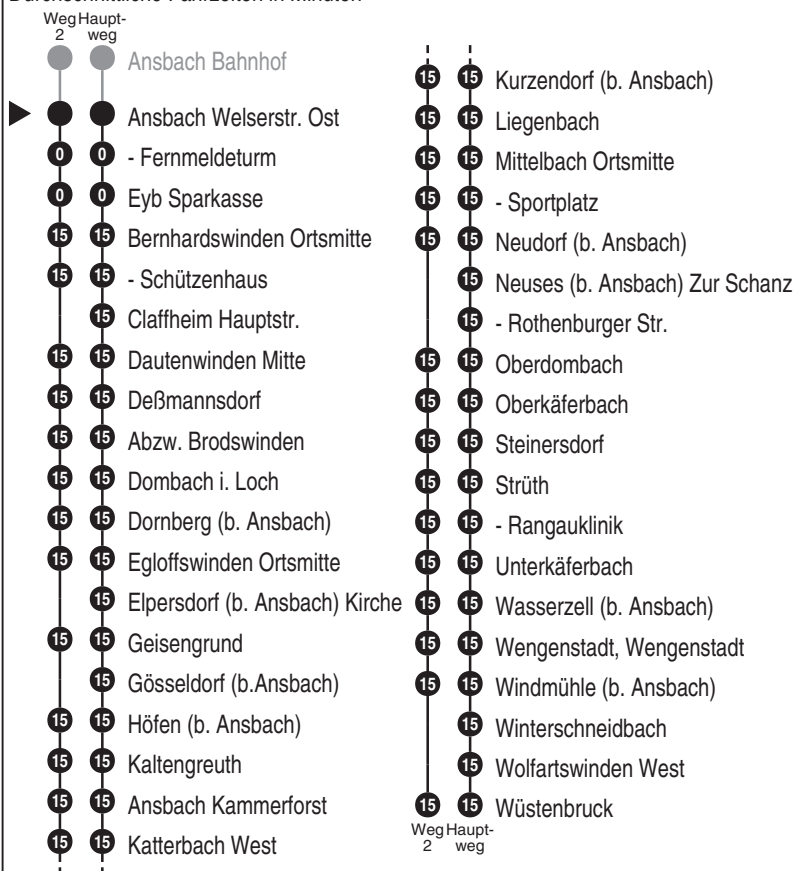 Durchschnittliche Fahrzeiten in Minuten
Weg Haupt-
2 weg
Ansbach Bahnhof
Ansbach Welserstr. Ost
0 0 - Fernmeldeturm
0 0 Eyb Sparkasse
15 15 Bernhardswinden Ortsmitte
15 15 - Schützenhaus
15 Claffheim Hauptstr.
15 15 Dautenwinden Mitte
15 15 Deßmannsdorf
15 15 Abzw. Brodswinden
15 15 Dombach i. Loch
15 15 Dornberg (b. Ansbach)
15 15 Egloffswinden Ortsmitte
15 Elpersdorf (b. Ansbach) Kirche
15 15 Geisengrund
15 Gösseldorf (b.Ansbach)
15 15 Höfen (b. Ansbach)
15 15 Kaltengreuth
15 15 Ansbach Kammerforst
15 15 Katterbach West
15 15 Kurzendorf (b. Ansbach)
15 15 Liegenbach
15 15 Mittelbach Ortsmitte
15 15 - Sportplatz
15 15 Neudorf (b. Ansbach)
15 Neuses (b. Ansbach) Zur Schanz
15 - Rothenburger Str.
15 15 Oberdombach
15 15 Oberkäferbach
15 15 Steinersdorf
15 15 Strüth
15 15 - Rangauklinik
15 15 Unterkäferbach
15 15 Wasserzell (b. Ansbach)
15 15 Wengenstadt, Wengenstadt
15 15 Windmühle (b. Ansbach)
15 Winterschneidbach
15 Wolfartswinden West
15 15 Wüstenbruck
Weg Haupt-
2 weg